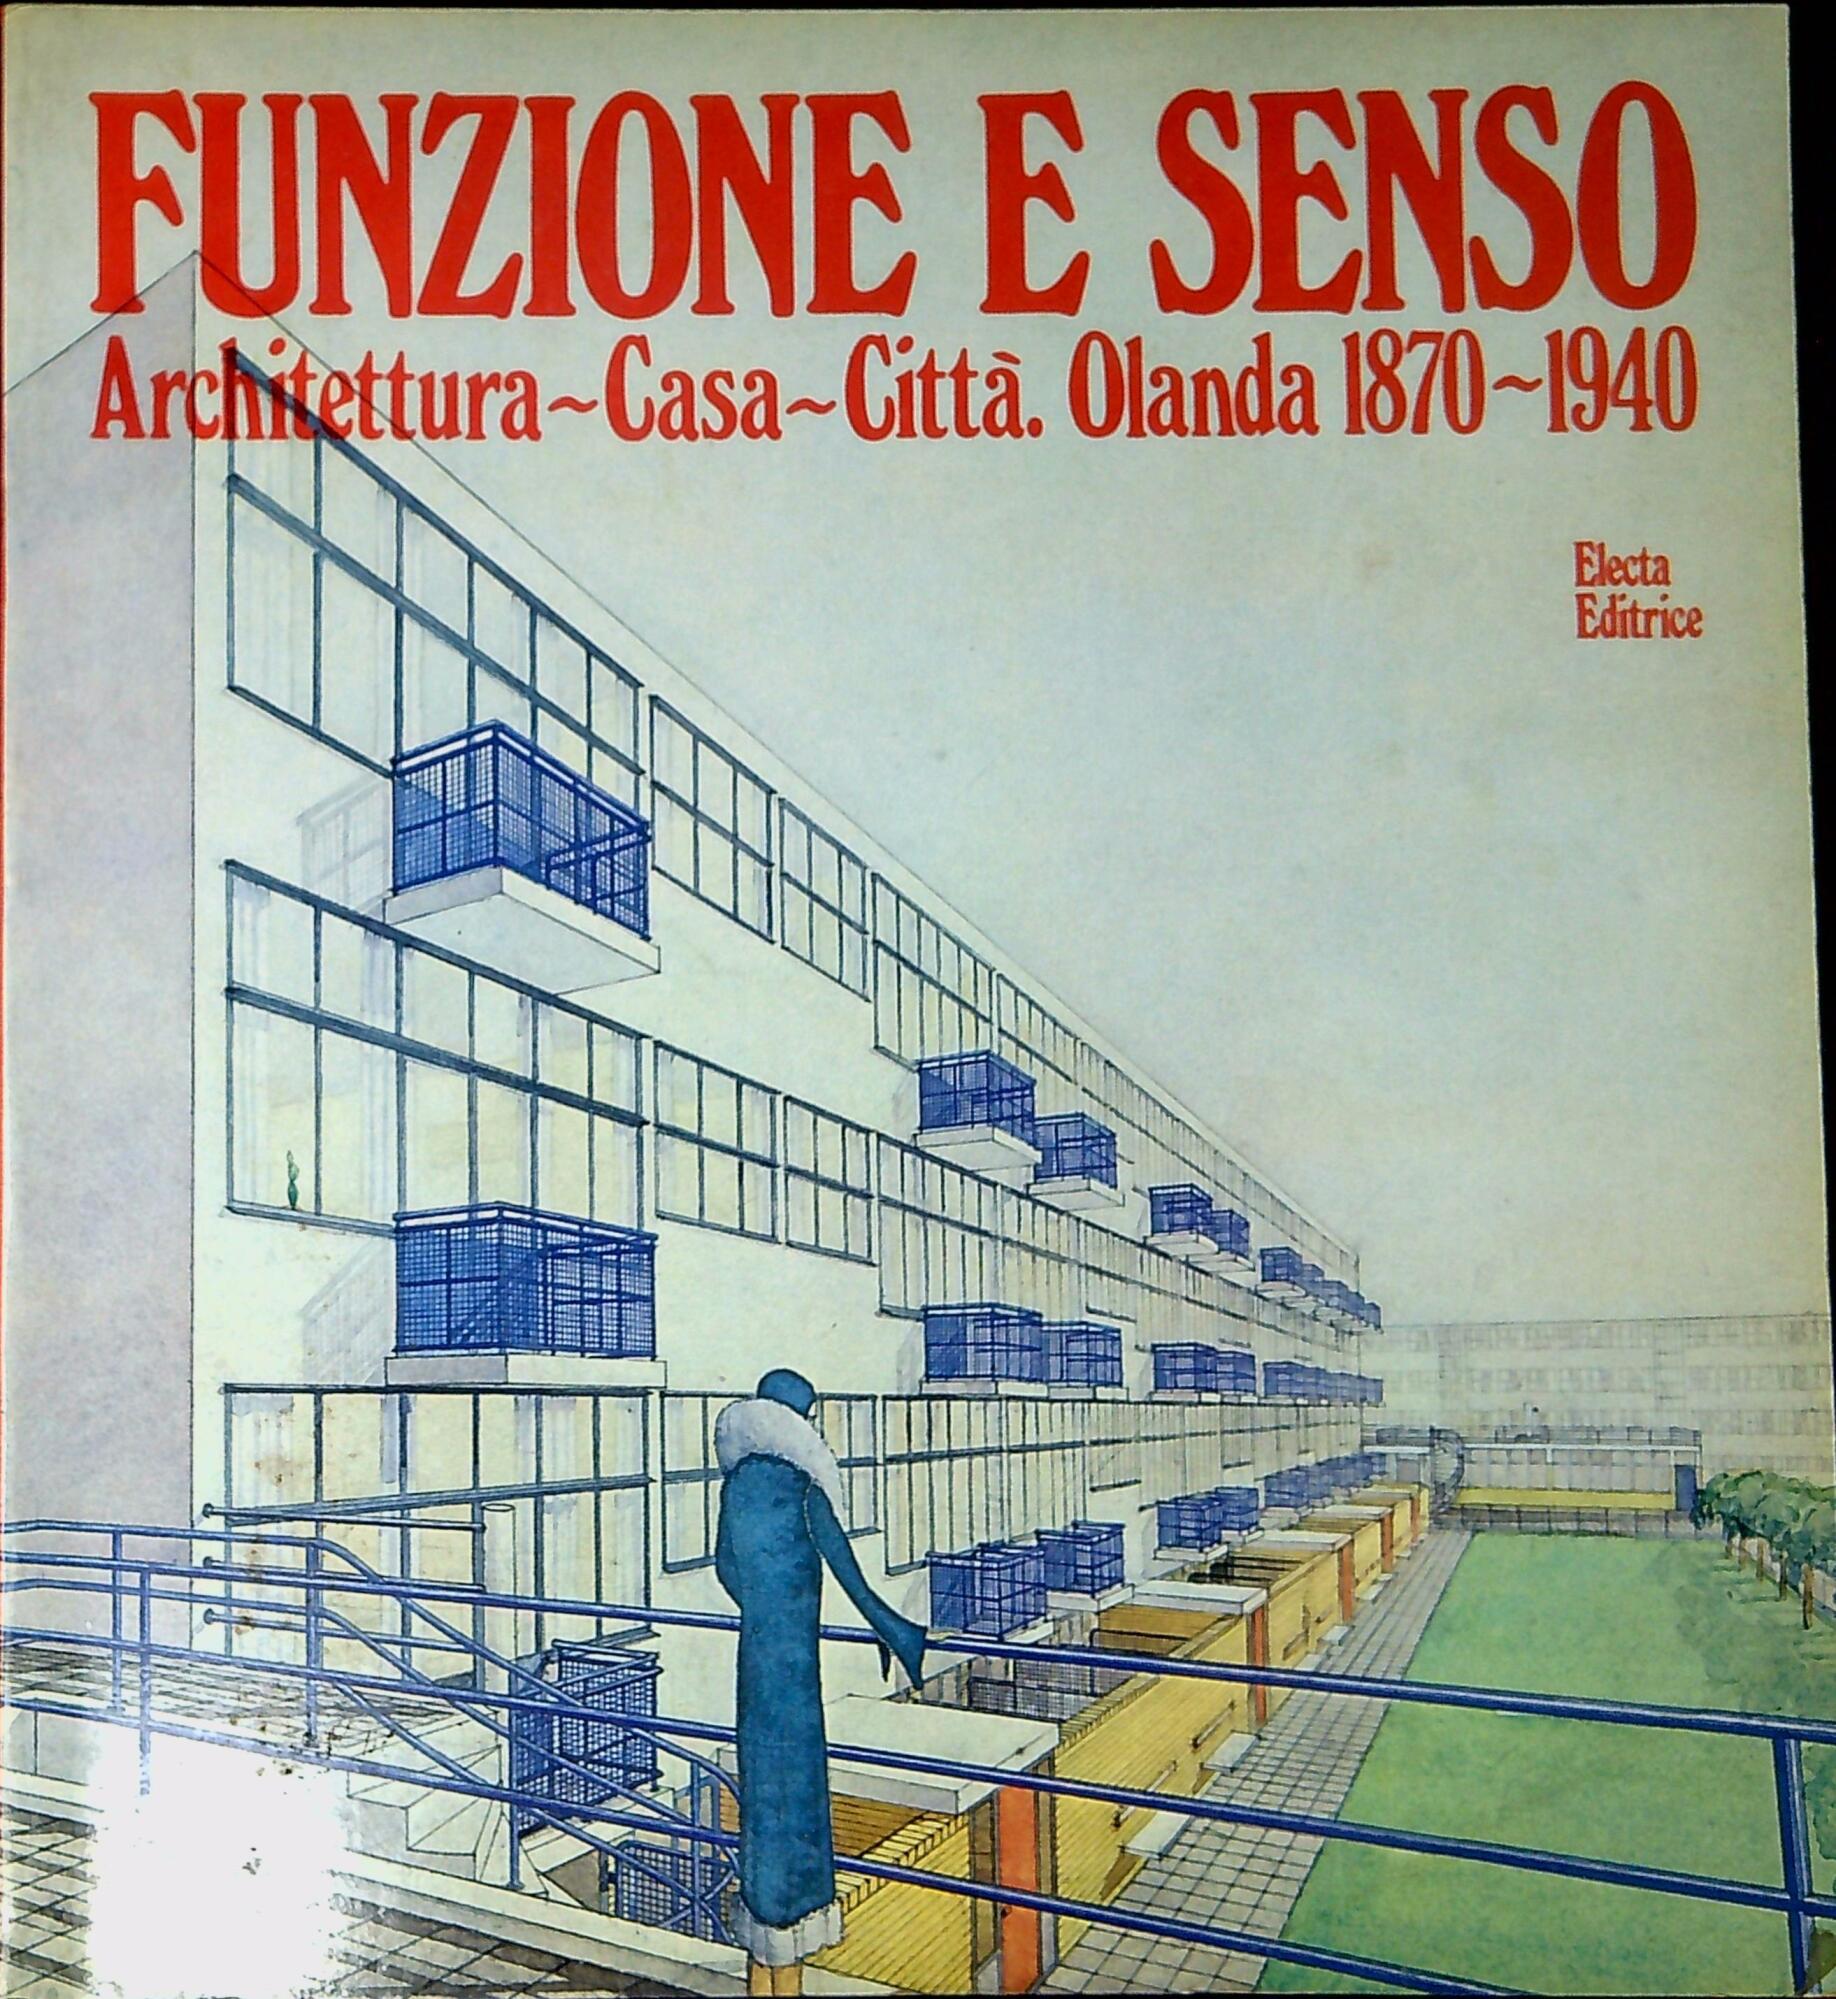 FUNZIONE E SENSO
Architettura~Casa~Città. Olanda 1870~1940
Electa
Editrice